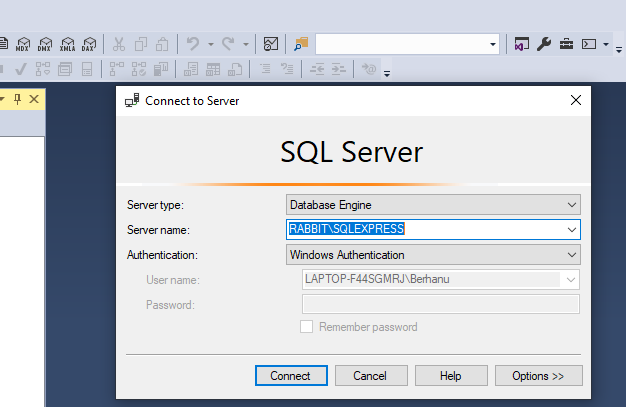 MDX DMX XMLA DAX
Connect to Server
SQL Server
Server type: Database Engine
Server name: RABBIT\SQLEXPRESS
Authentication: Windows Authentication
User name: LAPTOP-F44SGMRJ\Berhanu
Password:
Remember password
Connect Cancel Help Options >>